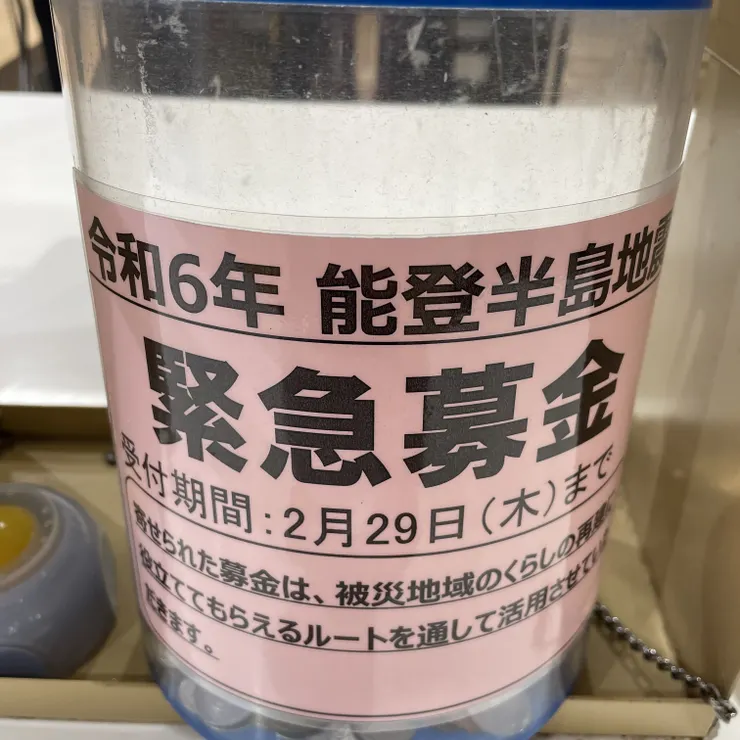 令和6年 能登半島地震
緊急募金
受付期間:2月29日(木)まで
寄せられた募金は、被災地域のくらしの再建に
役立ててもらえるルートを通して活用させていた
だきます。